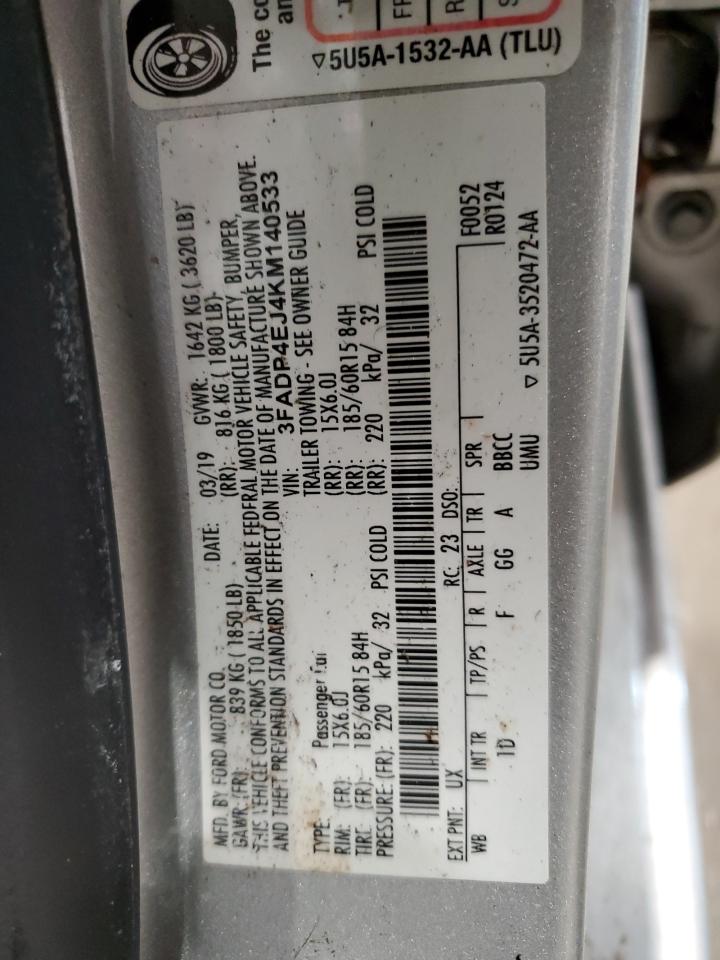 The co
an
FF
R
S
▽5U5A-1532-AA (TLU)
MFD. BY FORD MOTOR CO. DATE: 03/19 GVWR: 1642 KG ( 3620 LB)
GAWR: (FR): 839 KG ( 1850 LB) (RR): 816 KG ( 1800 LB)
THIS VEHICLE CONFORMS TO ALL APPLICABLE FEDERAL MOTOR VEHICLE SAFETY, BUMPER,
AND THEFT PREVENTION STANDARDS IN EFFECT ON THE DATE OF MANUFACTURE SHOWN ABOVE.
VIN: 3FADP4EJ4KM140533
TYPE: Passenger Car TRAILER TOWING - SEE OWNER GUIDE
RIM: (FR): 15X6.0J (RR): 15X6.0J
TIRE: (FR): 185/60R15 84H (RR): 185/60R15 84H
PRESSURE: (FR): 220 kPa/ 32 PSI COLD (RR): 220 kPa/ 32 PSI COLD
EXT PNT: UX RC: 23 DSO: F0052
WB INT TR TP/PS R AXLE TR SPR R0124
1D F GG A BBCC
UMU
▽ 5U5A-3520472-AA